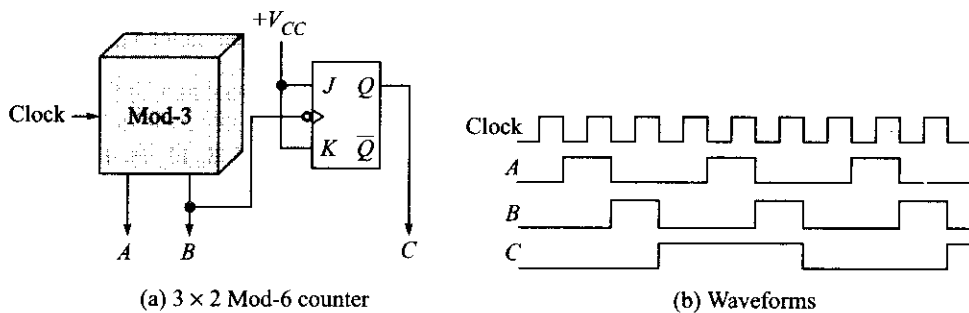 +V_CC
Clock
Mod-3
J Q
K Q̅
A B C
(a) 3 × 2 Mod-6 counter
Clock
A
B
C
(b) Waveforms